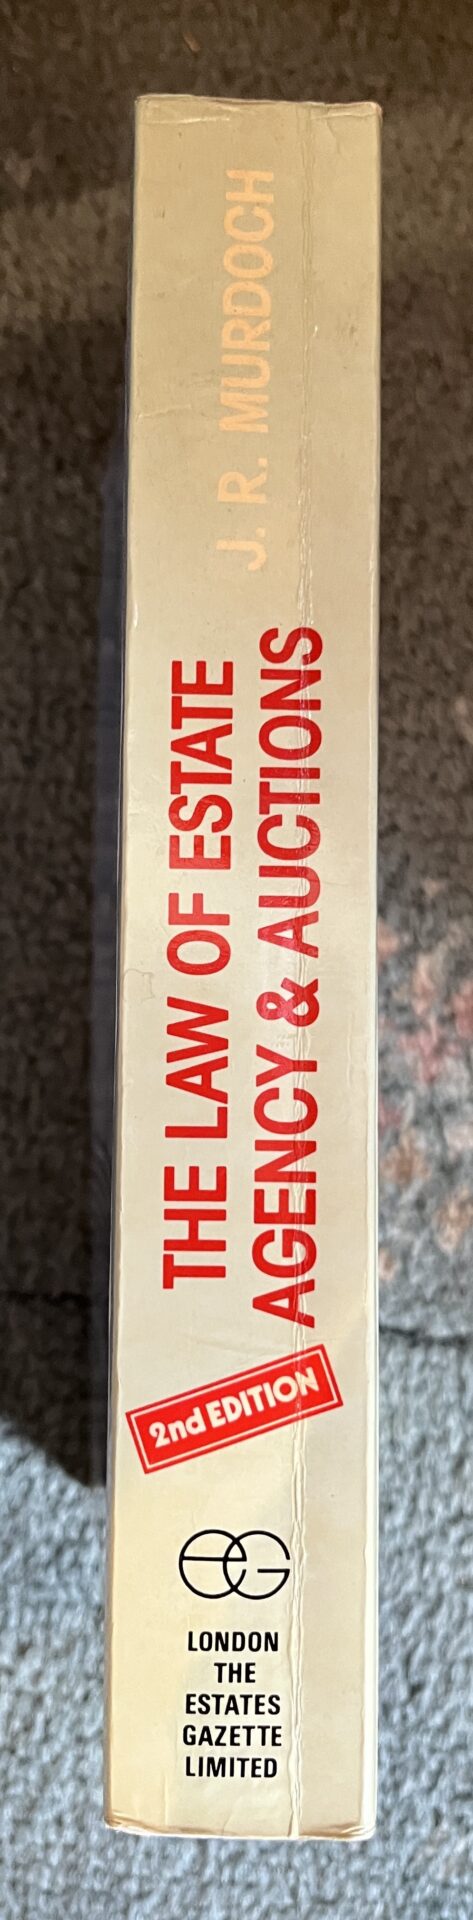 J. R. MURDOCH
THE LAW OF ESTATE
AGENCY & AUCTIONS
2nd EDITION
eG
LONDON
THE
ESTATES
GAZETTE
LIMITED